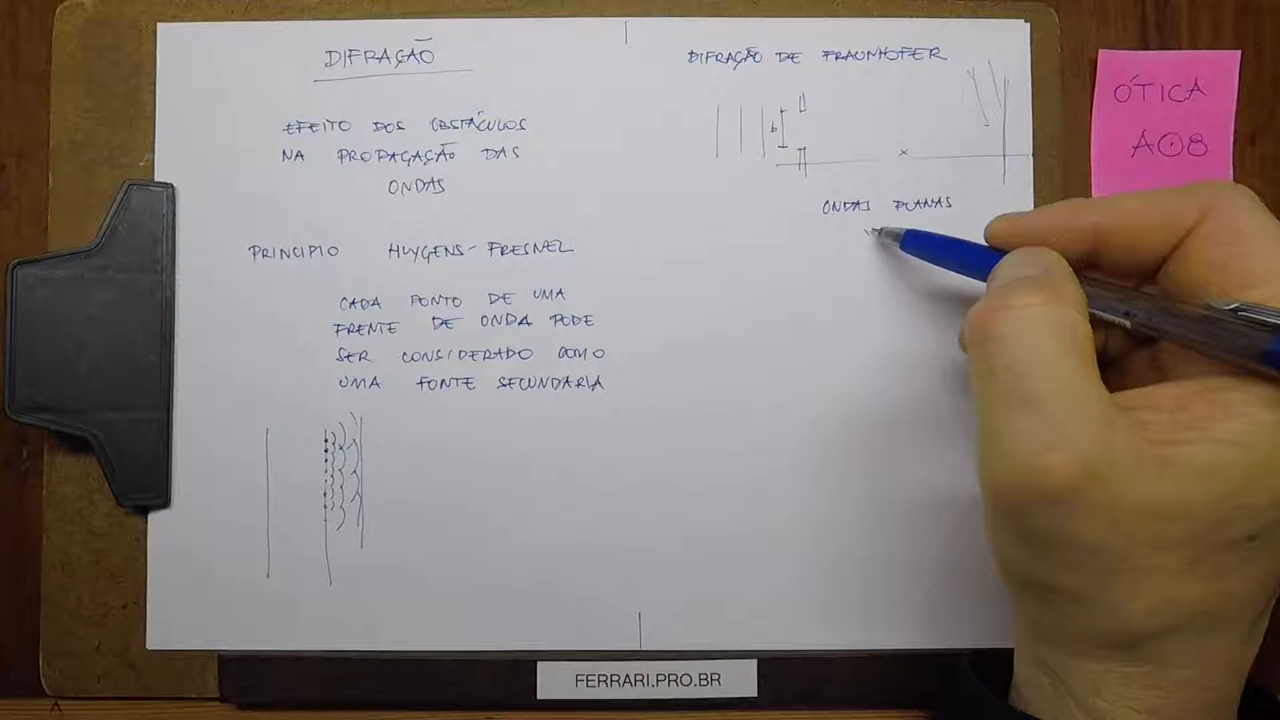 DIFRAÇÃO
EFEITO DOS OBSTÁCULOS
NA PROPAGAÇÃO DAS
ONDAS
PRINCIPIO HUYGENS-FRESNEL
CADA PONTO DE UMA
FRENTE DE ONDA PODE
SER CONSIDERADO COMO
UMA FONTE SECUNDARIA
DIFRAÇÃO DE FRAUNHOFER
b
x
ONDAS PLANAS
ÓTICA
A08
FERRARI.PRO.BR